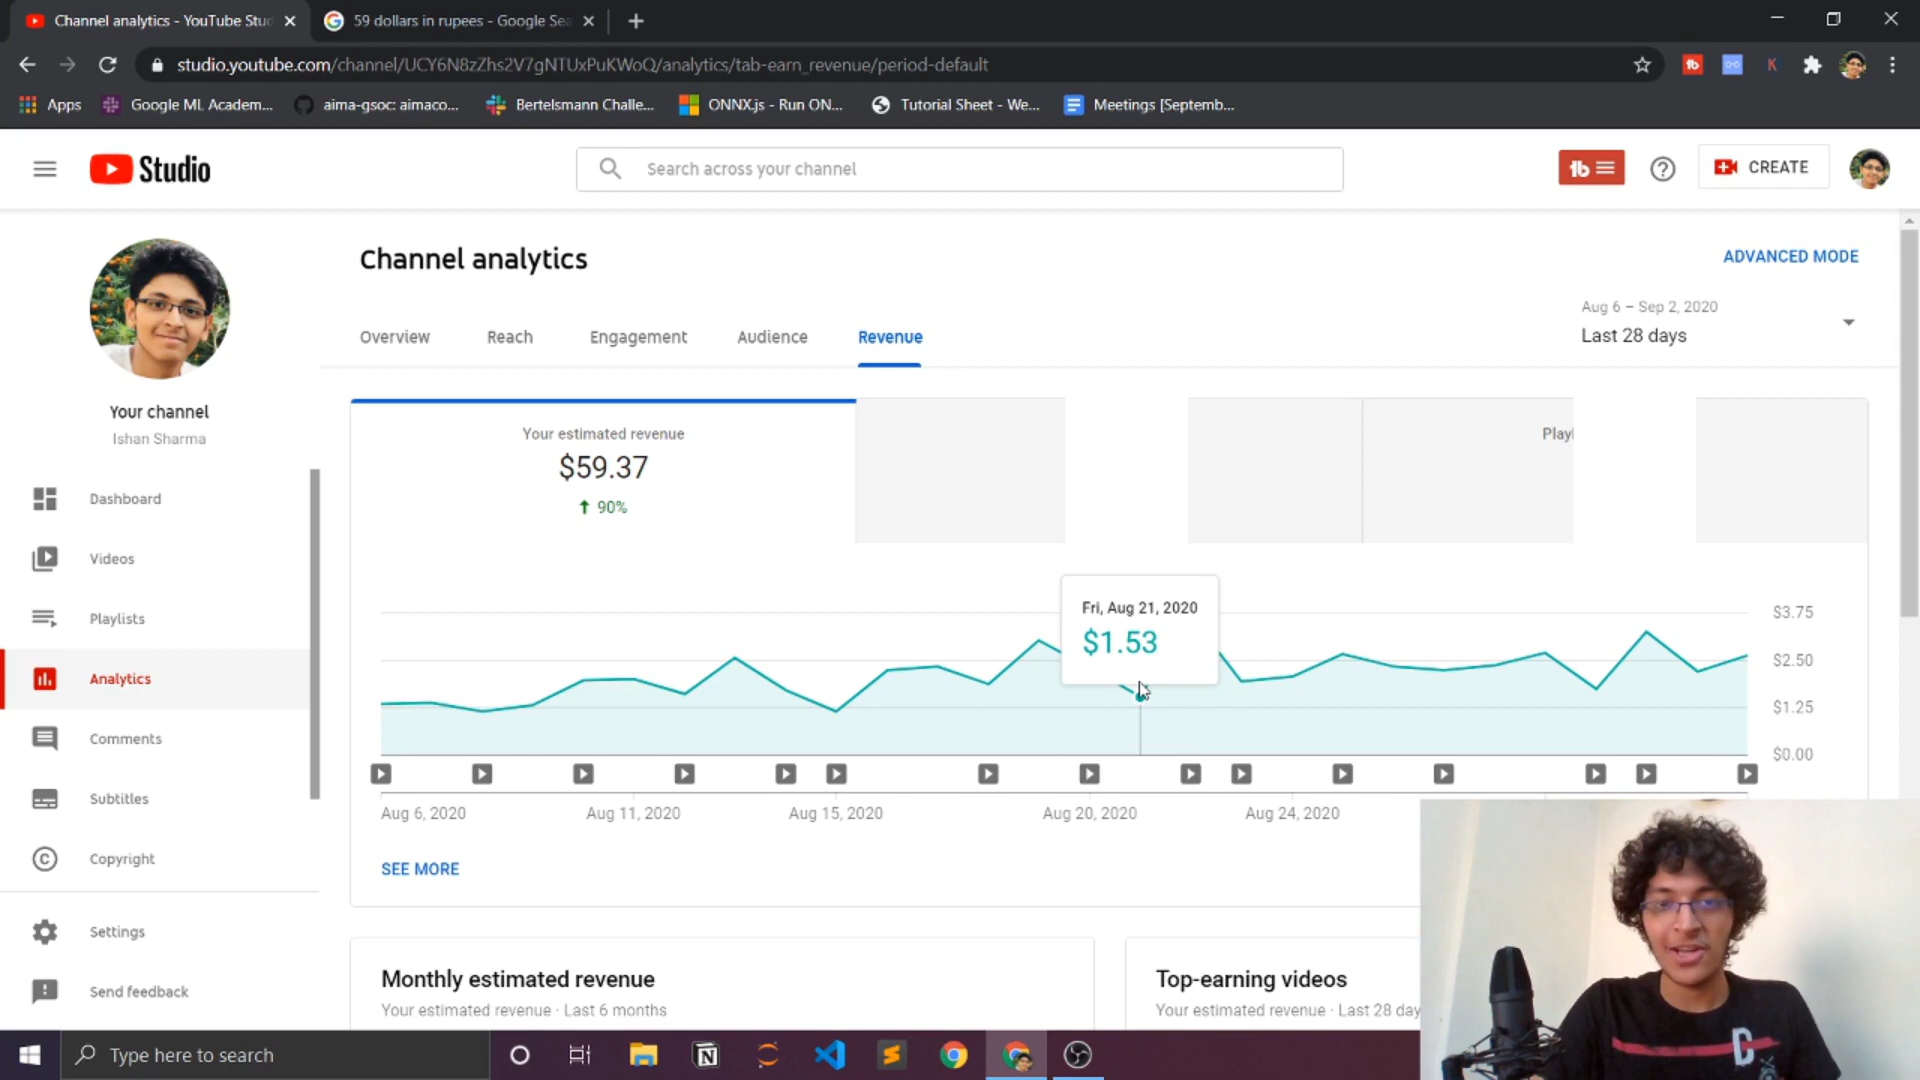 Channel analytics - YouTube Stud
59 dollars in rupees - Google Sea
studio.youtube.com/channel/UCY6N8zZhs2V7gNTUxPuKWoQ/analytics/tab-earn_revenue/period-default
Apps
Google ML Academ...
aima-gsoc: aimaco...
Bertelsmann Challe...
ONNX.js - Run ON...
Tutorial Sheet - We...
Meetings [Septemb...
Studio
Search across your channel
CREATE
Channel analytics
ADVANCED MODE
Aug 6 – Sep 2, 2020
Last 28 days
Overview
Reach
Engagement
Audience
Revenue
Your channel
Ishan Sharma
Dashboard
Videos
Playlists
Analytics
Comments
Subtitles
Copyright
Settings
Send feedback
Your estimated revenue
$59.37
90%
Play
Fri, Aug 21, 2020
$1.53
$3.75
$2.50
$1.25
$0.00
Aug 6, 2020
Aug 11, 2020
Aug 15, 2020
Aug 20, 2020
Aug 24, 2020
SEE MORE
Monthly estimated revenue
Your estimated revenue · Last 6 months
Top-earning videos
Your estimated revenue · Last 28 day
Type here to search